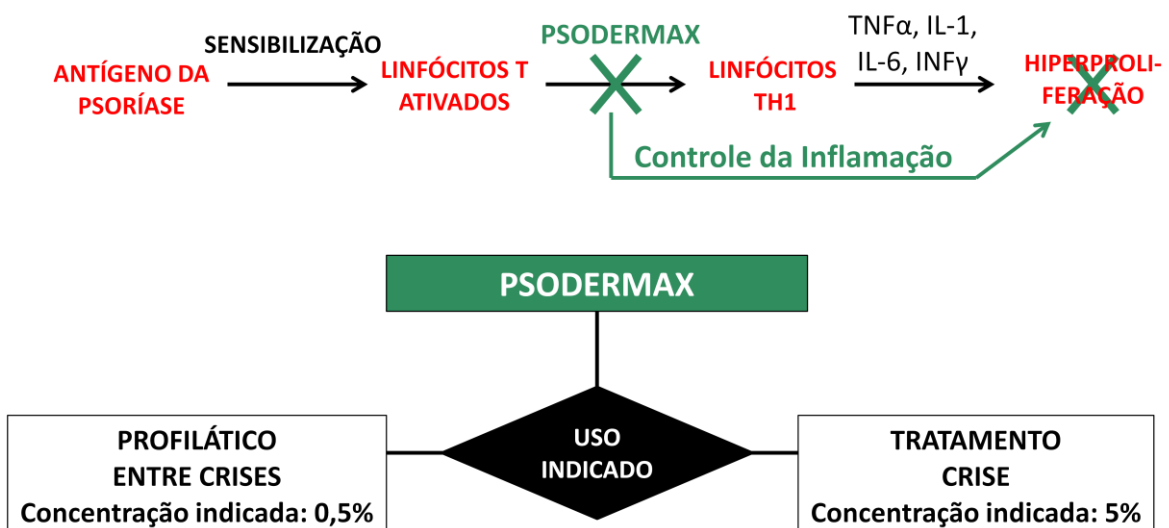 SENSIBILIZAÇÃO
ANTÍGENO DA
PSORÍASE
LINFÓCITOS T
ATIVADOS
PSODERMAX
LINFÓCITOS
TH1
TNFα, IL-1,
IL-6, INFγ
HIPERPROLI-
FERAÇÃO
Controle da Inflamação
PSODERMAX
USO
INDICADO
PROFILÁTICO
ENTRE CRISES
Concentração indicada: 0,5%
TRATAMENTO
CRISE
Concentração indicada: 5%